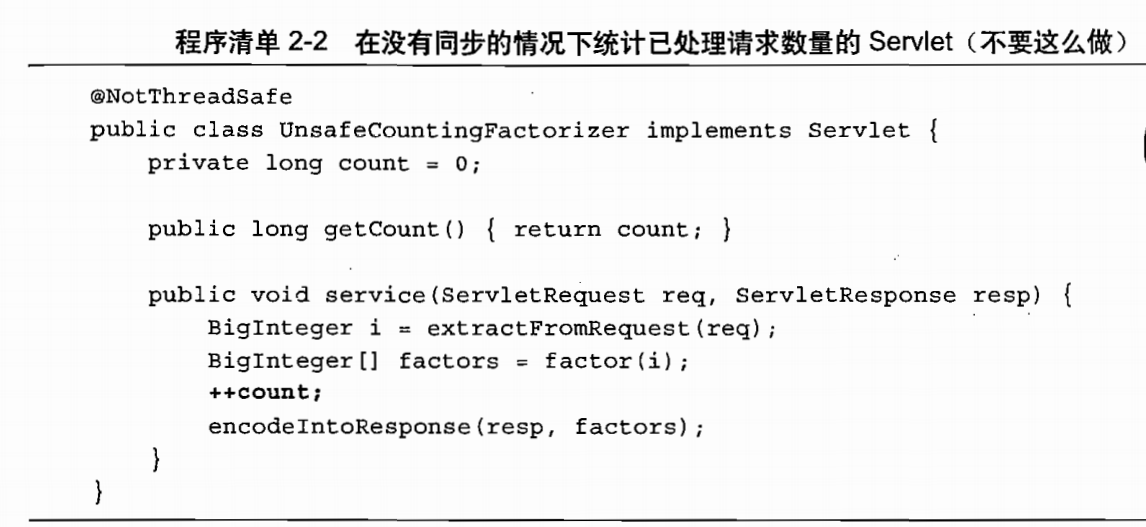 程序清单 2-2 在没有同步的情况下统计已处理请求数量的 Servlet（不要这么做）
@NotThreadSafe
public class UnsafeCountingFactorizer implements Servlet {
    private long count = 0;

    public long getCount() { return count; }

    public void service(ServletRequest req, ServletResponse resp) {
        BigInteger i = extractFromRequest(req);
        BigInteger[] factors = factor(i);
        ++count;
        encodeIntoResponse(resp, factors);
    }
}